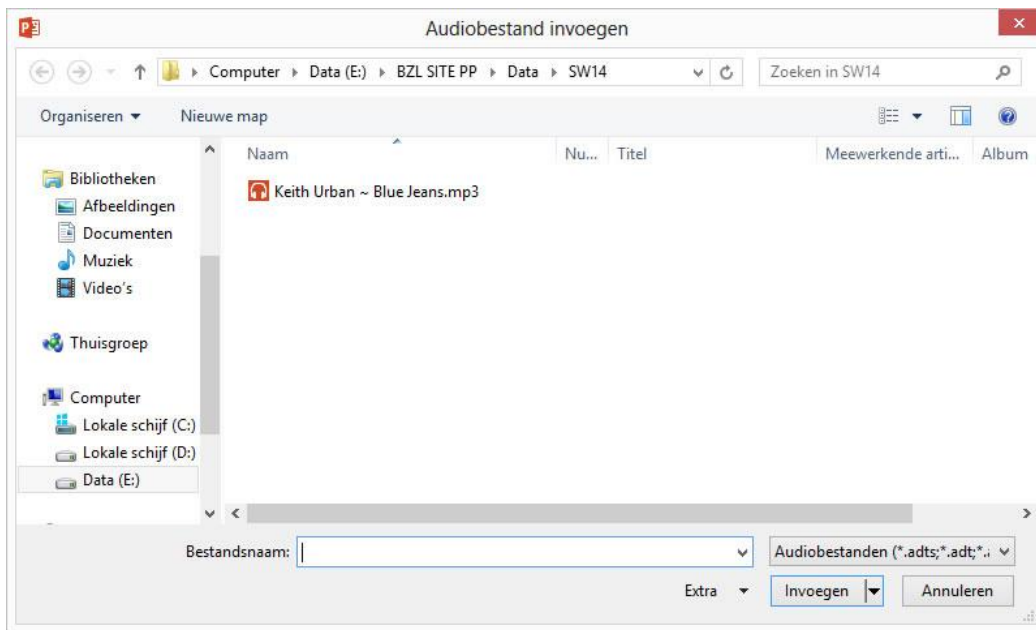 Audiobestand invoegen
Computer Data (E:) BZL SITE PP Data SW14 Zoeken in SW14
Organiseren Nieuwe map
Naam Nu... Titel Meewerkende arti... Album
Keith Urban ~ Blue Jeans.mp3
Bibliotheken
Afbeeldingen
Documenten
Muziek
Video's
Thuisgroep
Computer
Lokale schijf (C:)
Lokale schijf (D:)
Data (E:)
Bestandsnaam: Audiobestanden (*.adts;*.adt;*.
Extra Invoegen Annuleren